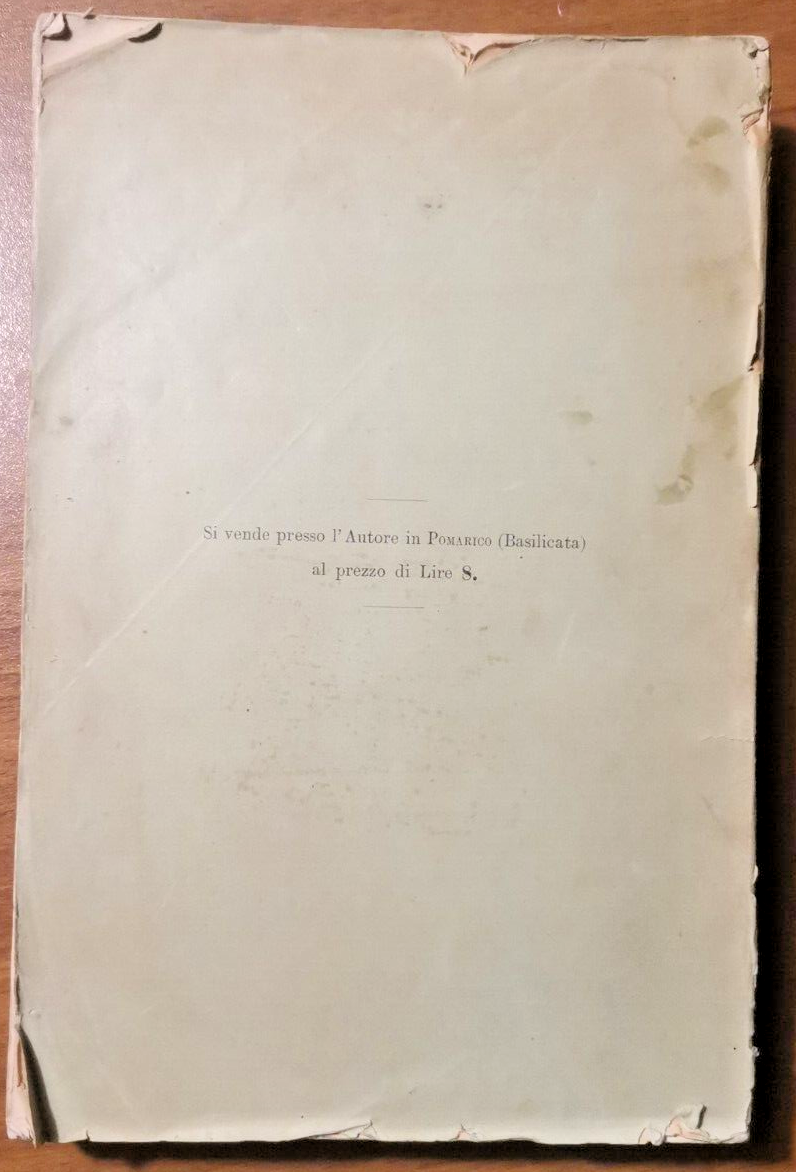 Si vende presso l'Autore in POMARICO (Basilicata)
al prezzo di Lire 8.